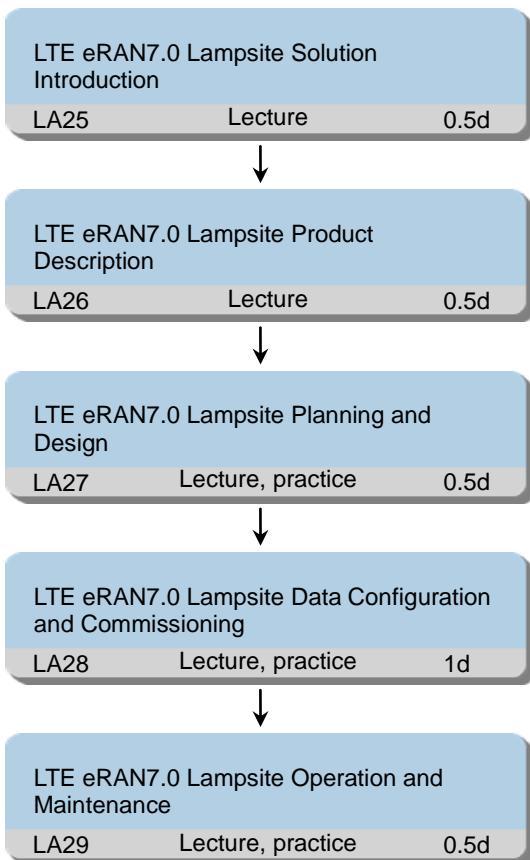 LTE eRAN7.0 Lampsite Solution
Introduction
LA25 Lecture 0.5d
LTE eRAN7.0 Lampsite Product
Description
LA26 Lecture 0.5d
LTE eRAN7.0 Lampsite Planning and
Design
LA27 Lecture, practice 0.5d
LTE eRAN7.0 Lampsite Data Configuration
and Commissioning
LA28 Lecture, practice 1d
LTE eRAN7.0 Lampsite Operation and
Maintenance
LA29 Lecture, practice 0.5d